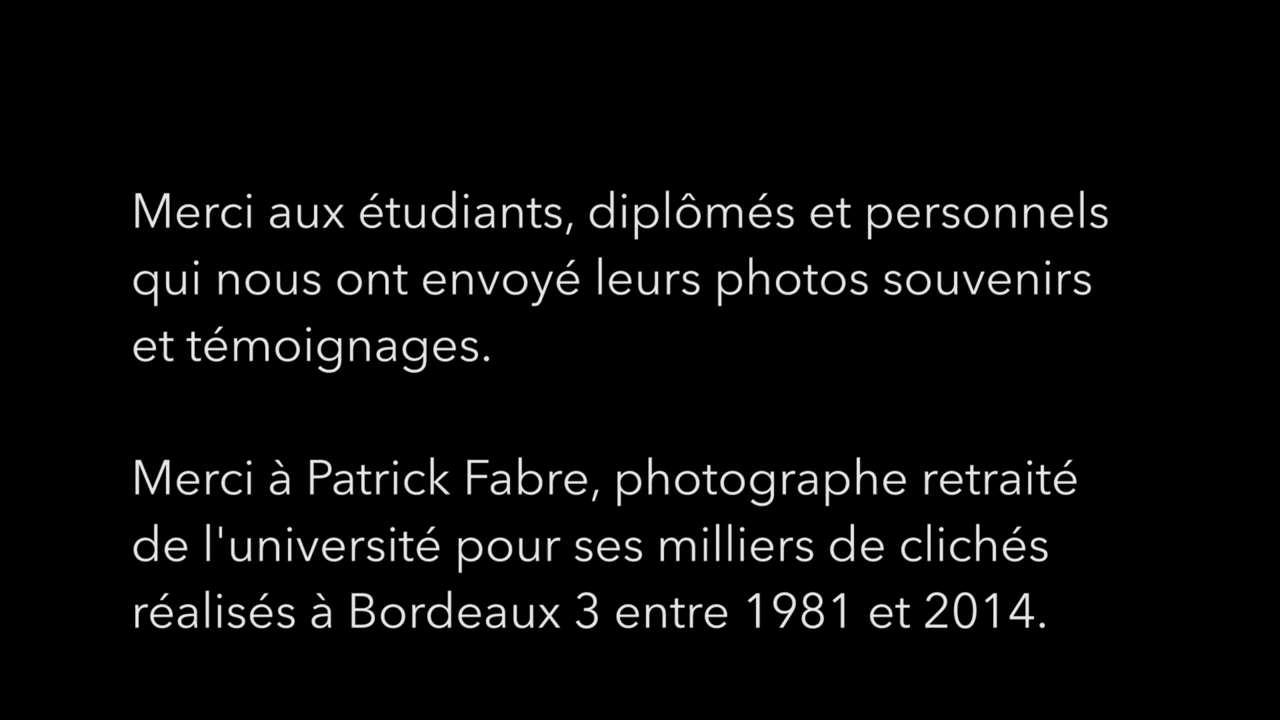 Merci aux étudiants, diplômés et personnels
qui nous ont envoyé leurs photos souvenirs
et témoignages.
Merci à Patrick Fabre, photographe retraité
de l'université pour ses milliers de clichés
réalisés à Bordeaux 3 entre 1981 et 2014.